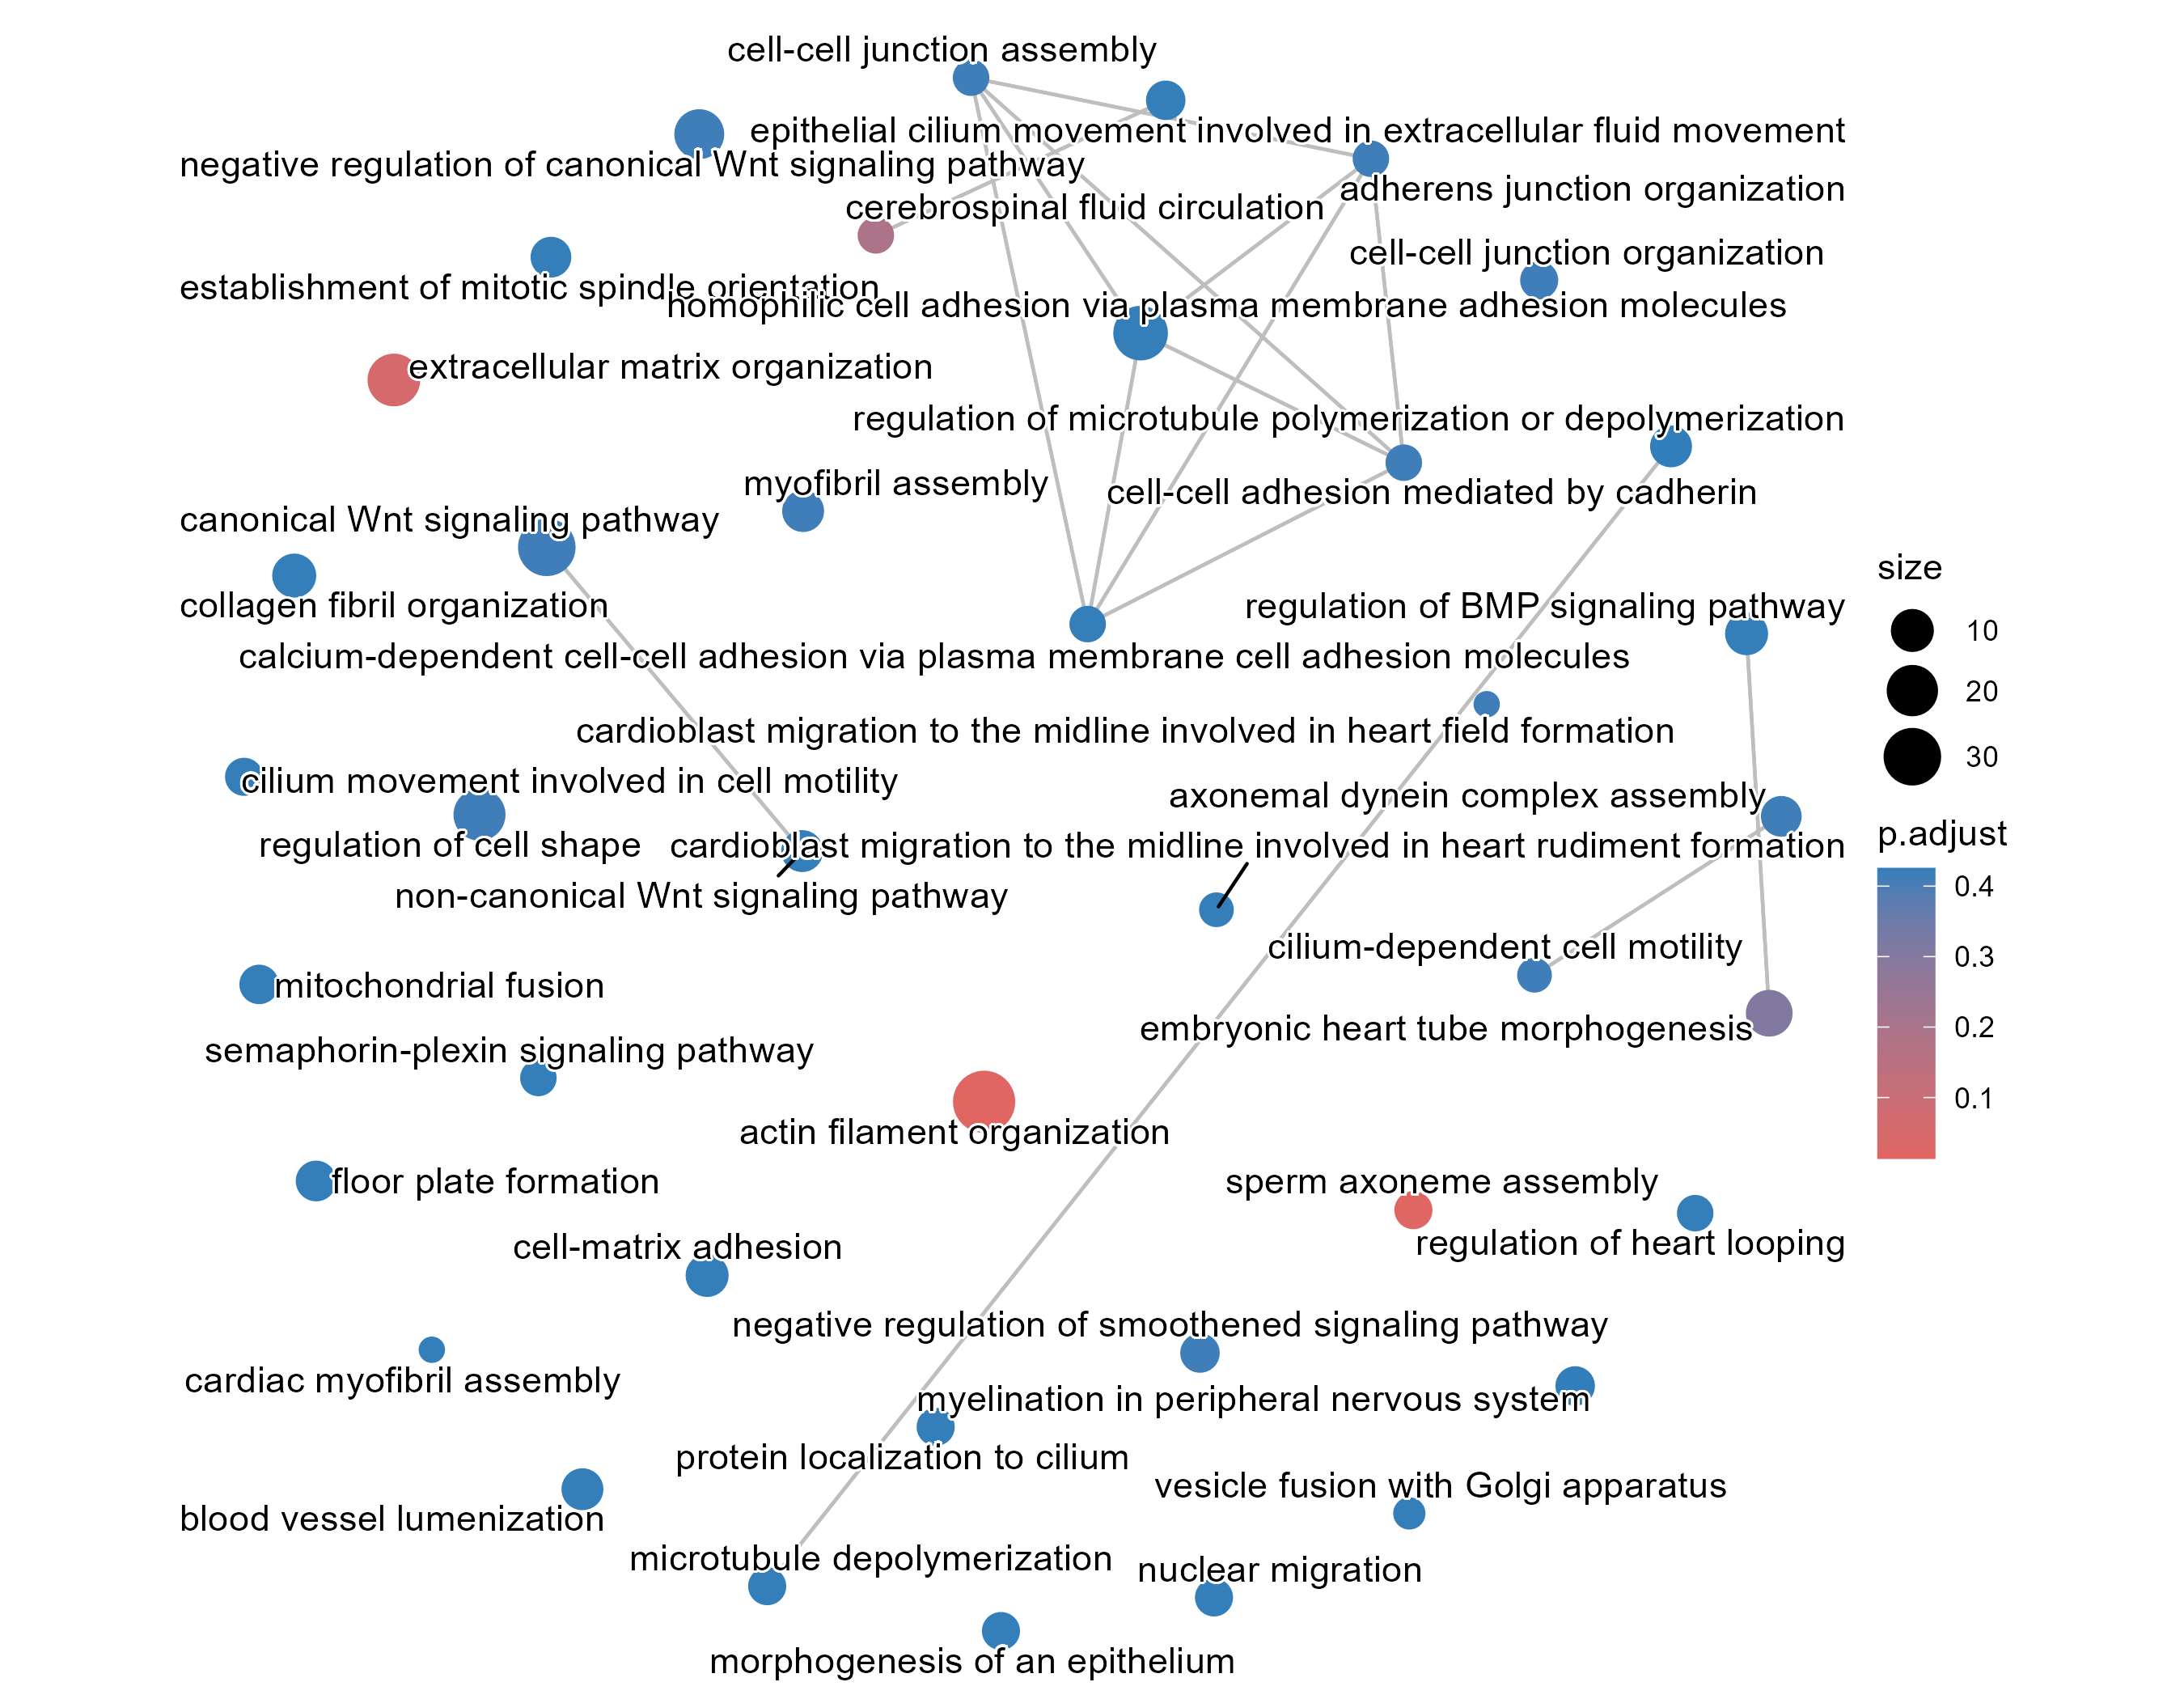 cell-cell junction assembly
epithelial cilium movement involved in extracellular fluid movement
negative regulation of canonical Wnt signaling pathway
adherens junction organization
cerebrospinal fluid circulation
cell-cell junction organization
establishment of mitotic spindle orientation
homophilic cell adhesion via plasma membrane adhesion molecules
extracellular matrix organization
regulation of microtubule polymerization or depolymerization
myofibril assembly
cell-cell adhesion mediated by cadherin
canonical Wnt signaling pathway
collagen fibril organization
regulation of BMP signaling pathway
calcium-dependent cell-cell adhesion via plasma membrane cell adhesion molecules
cardioblast migration to the midline involved in heart field formation
cilium movement involved in cell motility
axonemal dynein complex assembly
regulation of cell shape
cardioblast migration to the midline involved in heart rudiment formation
non-canonical Wnt signaling pathway
cilium-dependent cell motility
mitochondrial fusion
embryonic heart tube morphogenesis
semaphorin-plexin signaling pathway
actin filament organization
floor plate formation
sperm axoneme assembly
regulation of heart looping
cell-matrix adhesion
negative regulation of smoothened signaling pathway
cardiac myofibril assembly
myelination in peripheral nervous system
protein localization to cilium
vesicle fusion with Golgi apparatus
blood vessel lumenization
microtubule depolymerization
nuclear migration
morphogenesis of an epithelium
size
10
20
30
p.adjust
0.4
0.3
0.2
0.1